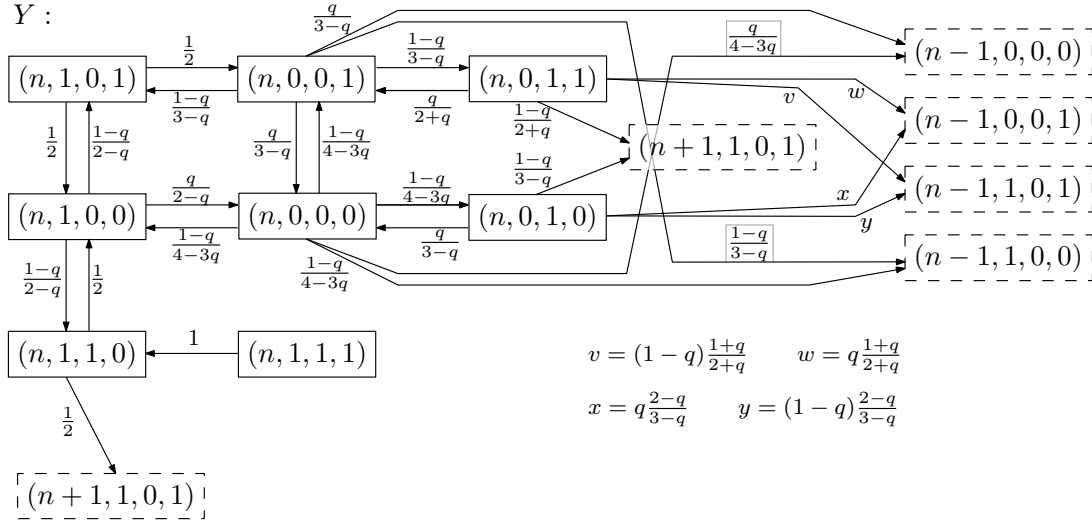 Y :
q/(3−q)
q/(4−3q)
(n − 1, 0, 0, 0)
1/2
(1−q)/(3−q)
(n, 1, 0, 1)
(n, 0, 0, 1)
(n, 0, 1, 1)
(1−q)/(3−q)
q/(2+q)
v
w
(n − 1, 0, 0, 1)
(1−q)/(2+q)
1/2
(1−q)/(2−q)
q/(3−q)
(1−q)/(4−3q)
(n + 1, 1, 0, 1)
(1−q)/(3−q)
q/(2−q)
(1−q)/(4−3q)
x
(n − 1, 1, 0, 1)
(n, 1, 0, 0)
(n, 0, 0, 0)
(n, 0, 1, 0)
y
(1−q)/(4−3q)
q/(3−q)
(1−q)/(3−q)
(n − 1, 1, 0, 0)
(1−q)/(2−q)
1/2
(1−q)/(4−3q)
(n, 1, 1, 0)
1
(n, 1, 1, 1)
v = (1 − q) (1+q)/(2+q)
w = q (1+q)/(2+q)
x = q (2−q)/(3−q)
y = (1 − q) (2−q)/(3−q)
1/2
(n + 1, 1, 0, 1)